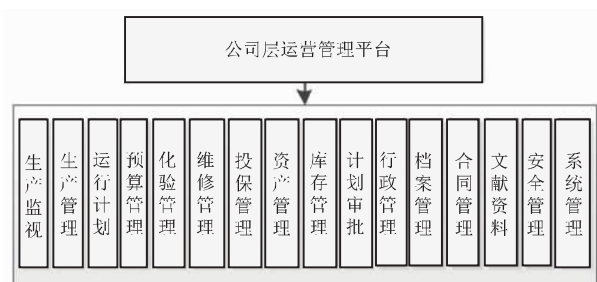 公司层运营管理平台
生产监视
生产管理
运行计划
预算管理
化验管理
维修管理
投保管理
资产管理
库存管理
计划审批
行政管理
档案管理
合同管理
文献资料
安全管理
系统管理